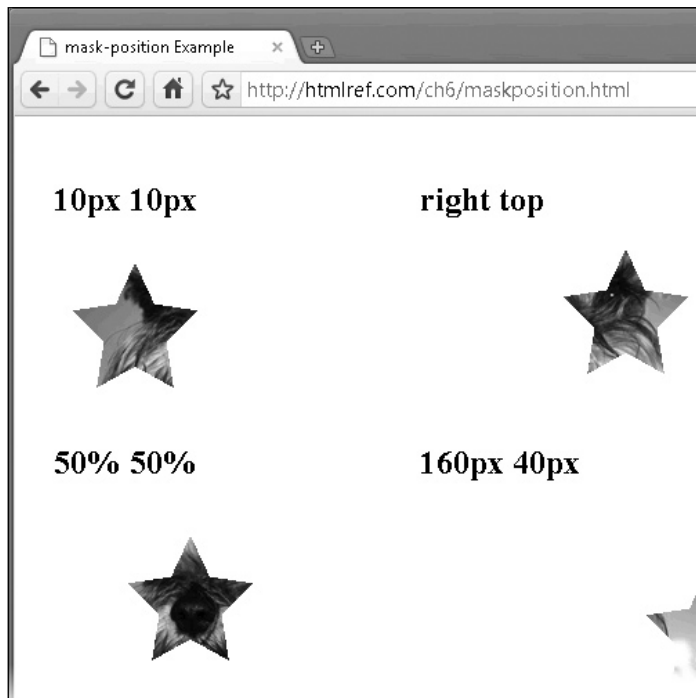 mask-position Example
http://htmlref.com/ch6/maskposition.html
10px 10px
right top
50% 50%
160px 40px